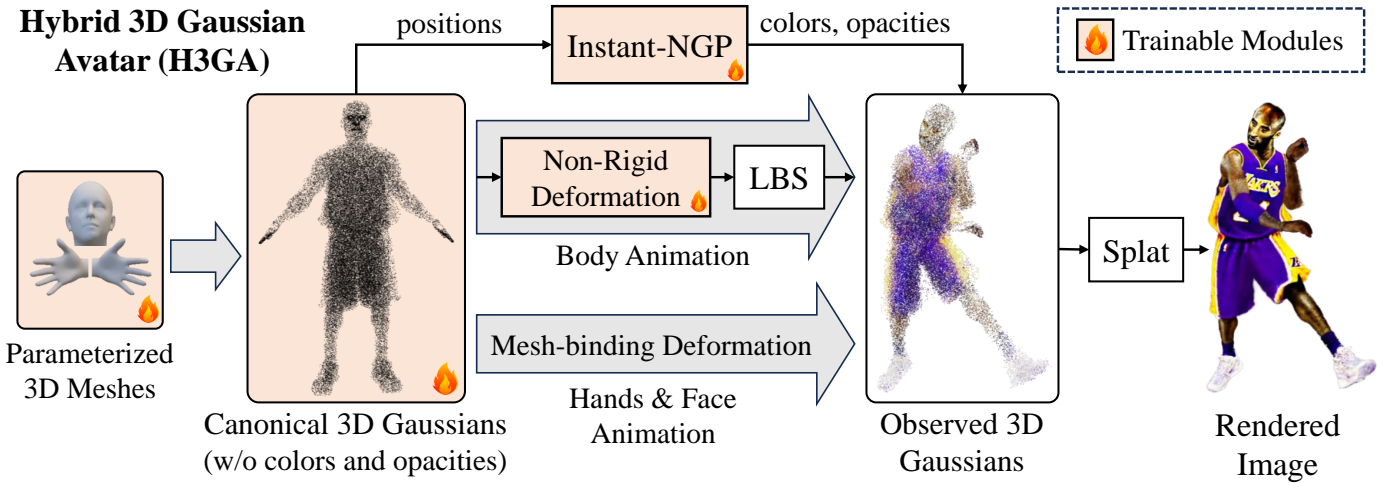 Hybrid 3D Gaussian
Avatar (H3GA)
positions
Instant-NGP
colors, opacities
Trainable Modules
Non-Rigid
Deformation
LBS
Body Animation
Mesh-binding Deformation
Hands & Face
Animation
Parameterized
3D Meshes
Canonical 3D Gaussians
(w/o colors and opacities)
Observed 3D
Gaussians
Splat
LAKERS
Rendered
Image